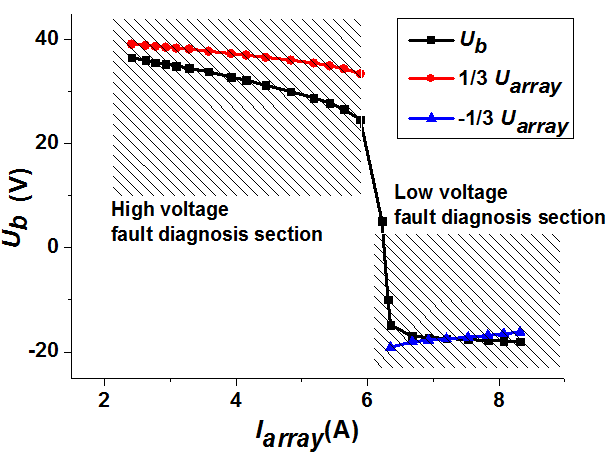 40
20
0
-20
2
4
6
8
U_b (V)
I_array(A)
U_b
1/3 U_array
-1/3 U_array
High voltage
fault diagnosis section
Low voltage
fault diagnosis section